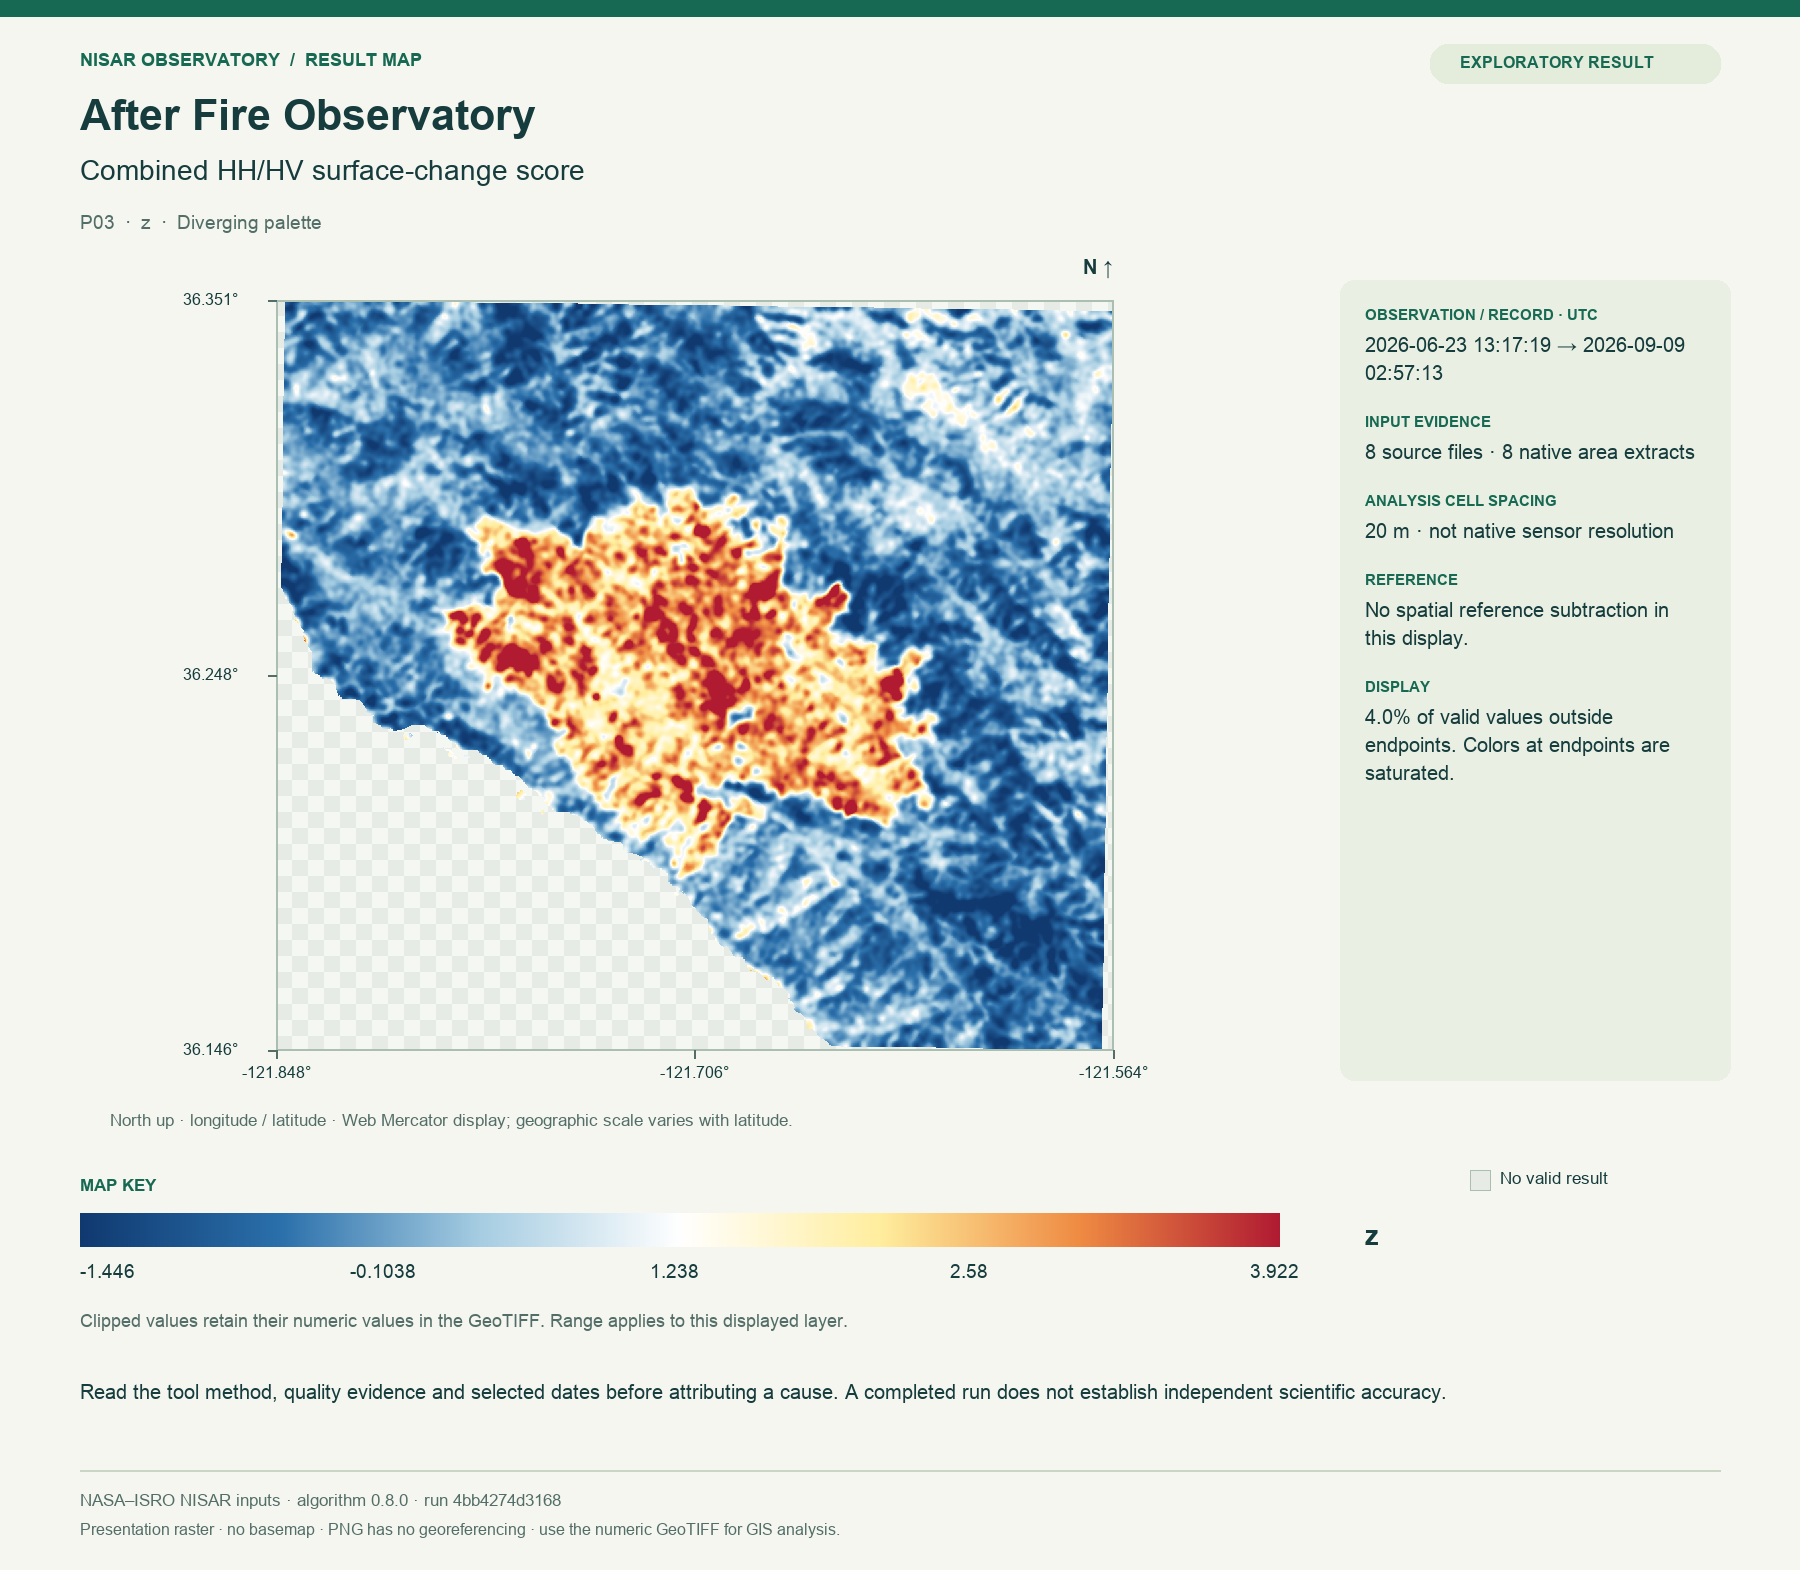 NISAR OBSERVATORY / RESULT MAP
EXPLORATORY RESULT
After Fire Observatory
Combined HH/HV surface-change score
P03 · z · Diverging palette
N ↑
36.351°
36.248°
36.146°
-121.848°
-121.706°
-121.564°
North up · longitude / latitude · Web Mercator display; geographic scale varies with latitude.
OBSERVATION / RECORD · UTC
2026-06-23 13:17:19 → 2026-09-09
02:57:13
INPUT EVIDENCE
8 source files · 8 native area extracts
ANALYSIS CELL SPACING
20 m · not native sensor resolution
REFERENCE
No spatial reference subtraction in
this display.
DISPLAY
4.0% of valid values outside
endpoints. Colors at endpoints are
saturated.
MAP KEY
No valid result
z
-1.446
-0.1038
1.238
2.58
3.922
Clipped values retain their numeric values in the GeoTIFF. Range applies to this displayed layer.
Read the tool method, quality evidence and selected dates before attributing a cause. A completed run does not establish independent scientific accuracy.
NASA–ISRO NISAR inputs · algorithm 0.8.0 · run 4bb4274d3168
Presentation raster · no basemap · PNG has no georeferencing · use the numeric GeoTIFF for GIS analysis.